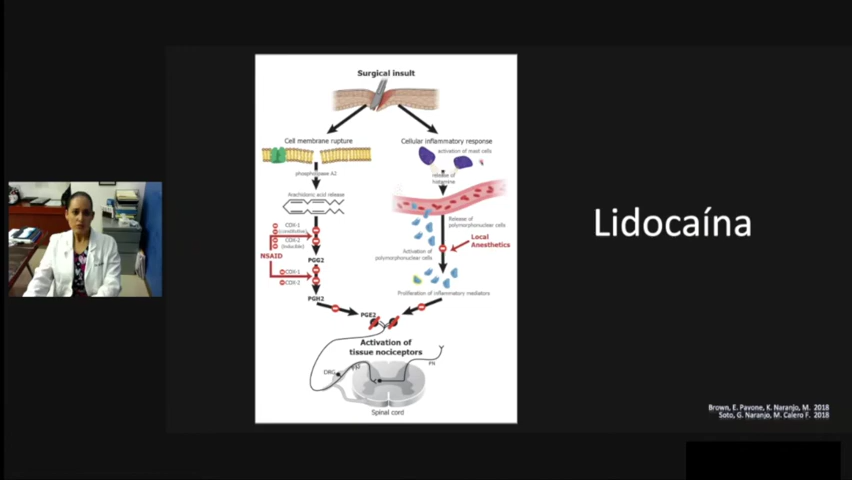 Surgical insult
Cell membrane rupture
Cellular inflammatory response
activation of mast cells
phospholipase A2
release of
histamine
Arachidonic acid release
COX-1
(constitutive)
COX-2
(inducible)
NSAID
PGG2
COX-1
COX-2
PGH2
Release of
polymorphonuclear cells
Local
Anesthetics
Activation of
polymorphonuclear cells
Proliferation of inflammatory mediators
PGE2
Activation of
tissue nociceptors
DRG
PN
Spinal cord
Lidocaína
Brown, E. Pavone, K. Naranjo, M. 2018
Soto, G. Naranjo, M. Calero F. 2018